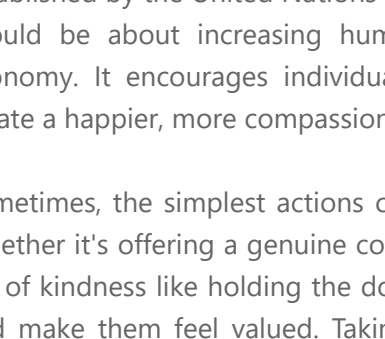 ablished by the United Nations
ould be about increasing hum
onomy. It encourages individua
ate a happier, more compassion
metimes, the simplest actions c
ether it's offering a genuine co
of kindness like holding the do
d make them feel valued. Takin